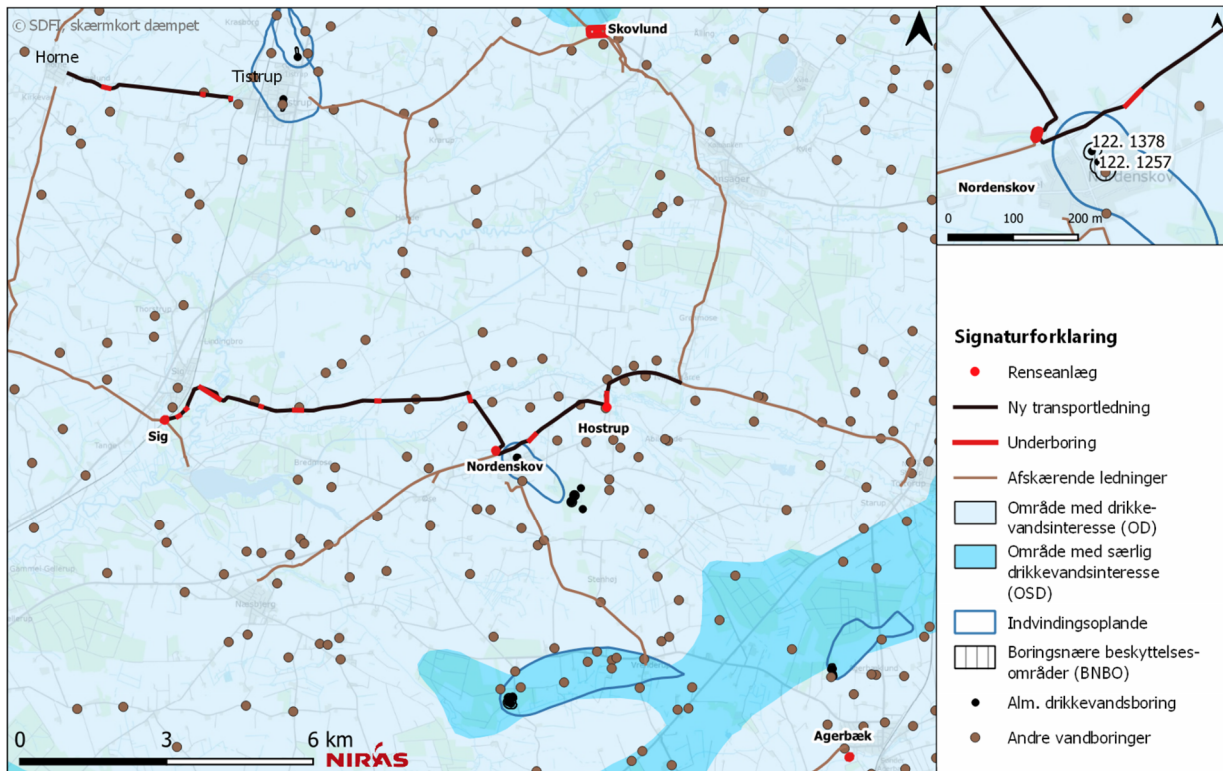 © SDFI, skærmkort dæmpet
Horne
Tistrup
Skovlund
Sig
Nordenskov
Hostrup
Agerbæk
0 3 6 km
NIRAS
122. 1378
122. 1257
Nordenskov
Nordenskov
0 100 200 m
Signaturforklaring
Renseanlæg
Ny transportledning
Underboring
Afskærende ledninger
Område med drikke-
vandsinteresse (OD)
Område med særlig
drikkevandsinteresse
(OSD)
Indvindingsoplande
Boringsnære beskyttelses-
områder (BNBO)
Alm. drikkevandsboring
Andre vandboringer